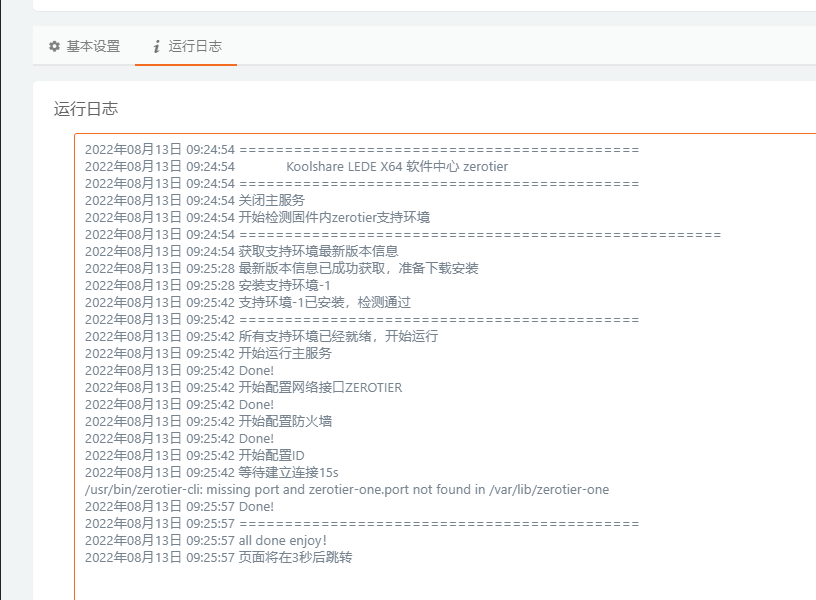 基本设置
运行日志
运行日志
2022年08月13日 09:24:54 ============================================
2022年08月13日 09:24:54 Koolshare LEDE X64 软件中心 zerotier
2022年08月13日 09:24:54 ============================================
2022年08月13日 09:24:54 关闭主服务
2022年08月13日 09:24:54 开始检测固件内zerotier支持环境
2022年08月13日 09:24:54 =====================================================
2022年08月13日 09:24:54 获取支持环境最新版本信息
2022年08月13日 09:25:28 最新版本信息已成功获取，准备下载安装
2022年08月13日 09:25:28 安装支持环境-1
2022年08月13日 09:25:42 支持环境-1已安装，检测通过
2022年08月13日 09:25:42 ============================================
2022年08月13日 09:25:42 所有支持环境已经就绪，开始运行
2022年08月13日 09:25:42 开始运行主服务
2022年08月13日 09:25:42 Done!
2022年08月13日 09:25:42 开始配置网络接口ZEROTIER
2022年08月13日 09:25:42 Done!
2022年08月13日 09:25:42 开始配置防火墙
2022年08月13日 09:25:42 Done!
2022年08月13日 09:25:42 开始配置ID
2022年08月13日 09:25:42 等待建立连接15s
/usr/bin/zerotier-cli: missing port and zerotier-one.port not found in /var/lib/zerotier-one
2022年08月13日 09:25:57 Done!
2022年08月13日 09:25:57 ============================================
2022年08月13日 09:25:57 all done enjoy！
2022年08月13日 09:25:57 页面将在3秒后跳转